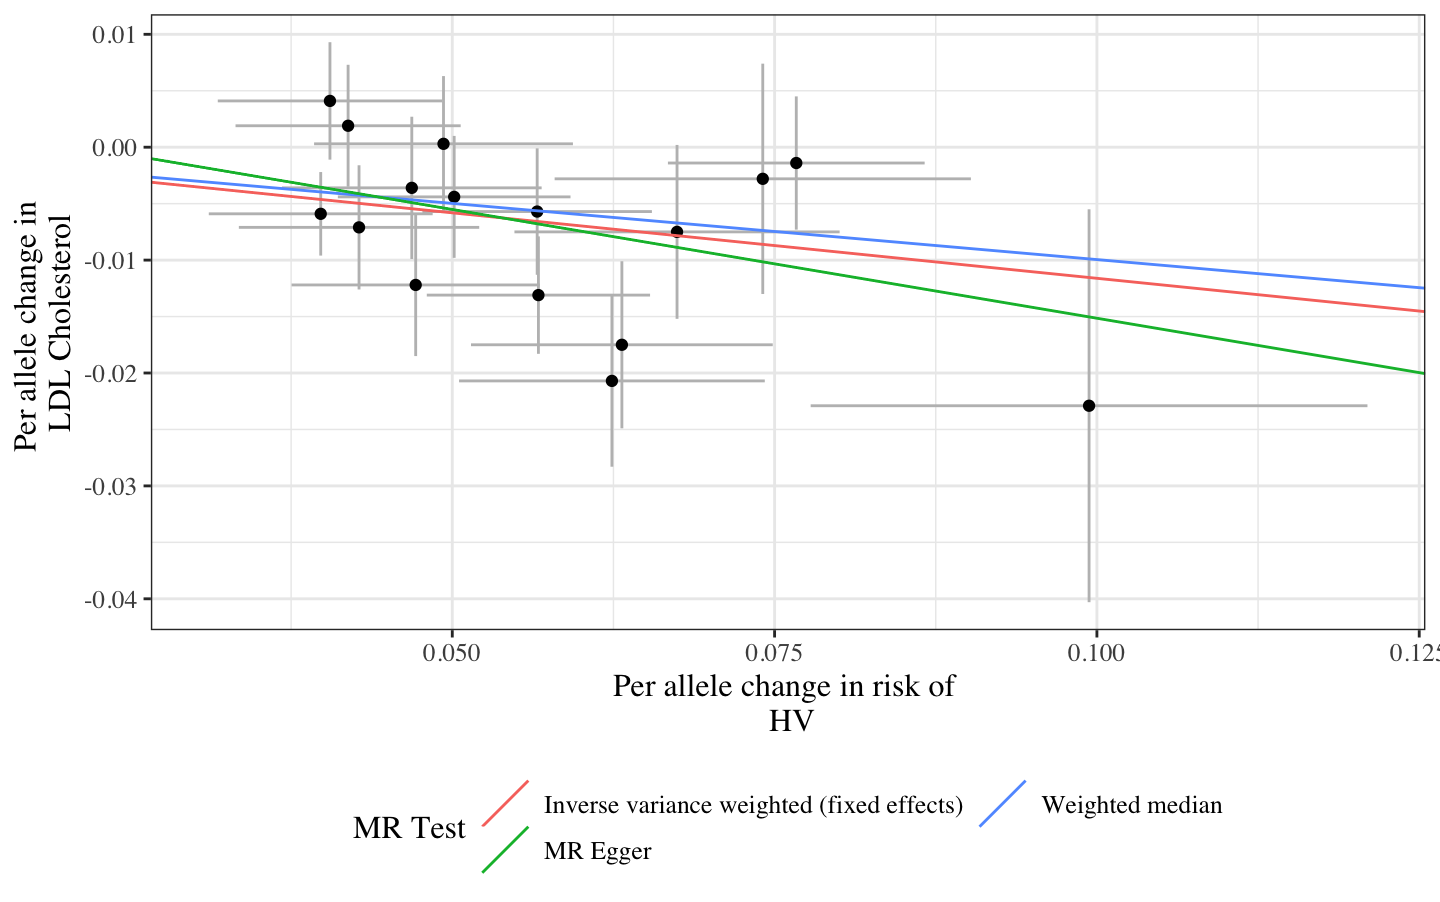 0.01
0.00
-0.01
-0.02
-0.03
-0.04
Per allele change in
LDL Cholesterol
0.050
0.075
0.100
0.125
Per allele change in risk of
HV
MR Test
Inverse variance weighted (fixed effects)
Weighted median
MR Egger